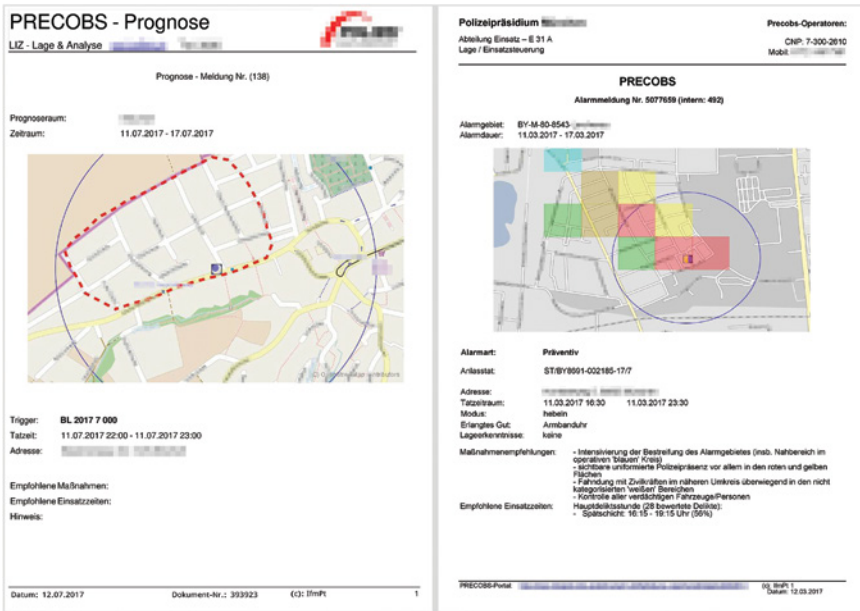 PRECOBS - Prognose
LIZ - Lage & Analyse
Prognose - Meldung Nr. (138)
Prognoseraum:
Zeitraum: 11.07.2017 - 17.07.2017
Trigger: BL 2017 7 000
Tatzeit: 11.07.2017 22:00 - 11.07.2017 23:00
Adresse:
Empfohlene Maßnahmen:
Empfohlene Einsatzzeiten:
Hinweis:
Datum: 12.07.2017 Dokument-Nr.: 393923 (c): IfmPt 1
Polizeipräsidium
Precobs-Operatoren:
Abteilung Einsatz – E 31 A
Lage / Einsatzsteuerung
CNP: 7-300-2610
Mobil:
PRECOBS
Alarmmeldung Nr. 5077659 (intern: 492)
Alarmgebiet: BY-M-80-8543-
Alarmdauer: 11.03.2017 - 17.03.2017
Alarmart: Präventiv
Anlasstat: ST/BY8691-002185-17/7
Adresse:
Tatzeitraum: 11.03.2017 16:30 11.03.2017 23:30
Modus: hebeln
Erlangtes Gut: Armbanduhr
Lageerkenntnisse: keine
Maßnahmenempfehlungen: - Intensivierung der Bestreifung des Alarmgebietes (insb. Nahbereich im
operativen 'blauen' Kreis)
- sichtbare uniformierte Polizeipräsenz vor allem in den roten und gelben
Flächen
- Fahndung mit Zivilkräften im näheren Umkreis überwiegend in den nicht
kategorisierten 'weißen' Bereichen
- Kontrolle aller verdächtigen Fahrzeuge/Personen
Empfohlene Einsatzzeiten: Hauptdeliktsstunde (28 bewertete Delikte):
- Spätschicht: 16:15 - 19:15 Uhr (56%)
PRECOBS-Portal:
(c) IfmPt 1
Datum: 12.03.2017